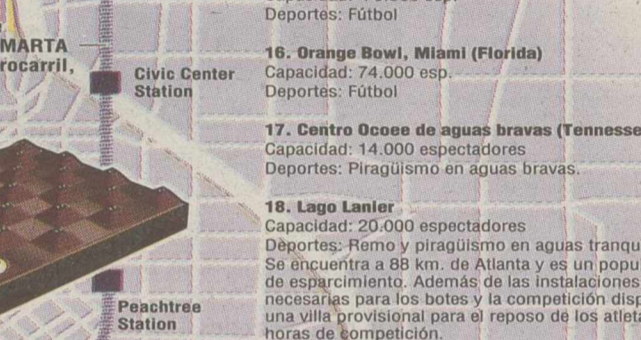 MARTA
rocarril,
Civic Center
Station
Peachtree
Station
Deportes: Fútbol
16. Orange Bowl, Miami (Florida)
Capacidad: 74.000 esp.
Deportes: Fútbol
17. Centro Ocoee de aguas bravas (Tennesse
Capacidad: 14.000 espectadores
Deportes: Piragüismo en aguas bravas.
18. Lago Lanier
Capacidad: 20.000 espectadores
Deportes: Remo y piragüismo en aguas tranqu
Se encuentra a 88 km. de Atlanta y es un popu
de esparcimiento. Además de las instalaciones
necesarias para los botes y la competición disp
una villa provisional para el reposo de los atleta
horas de competición.